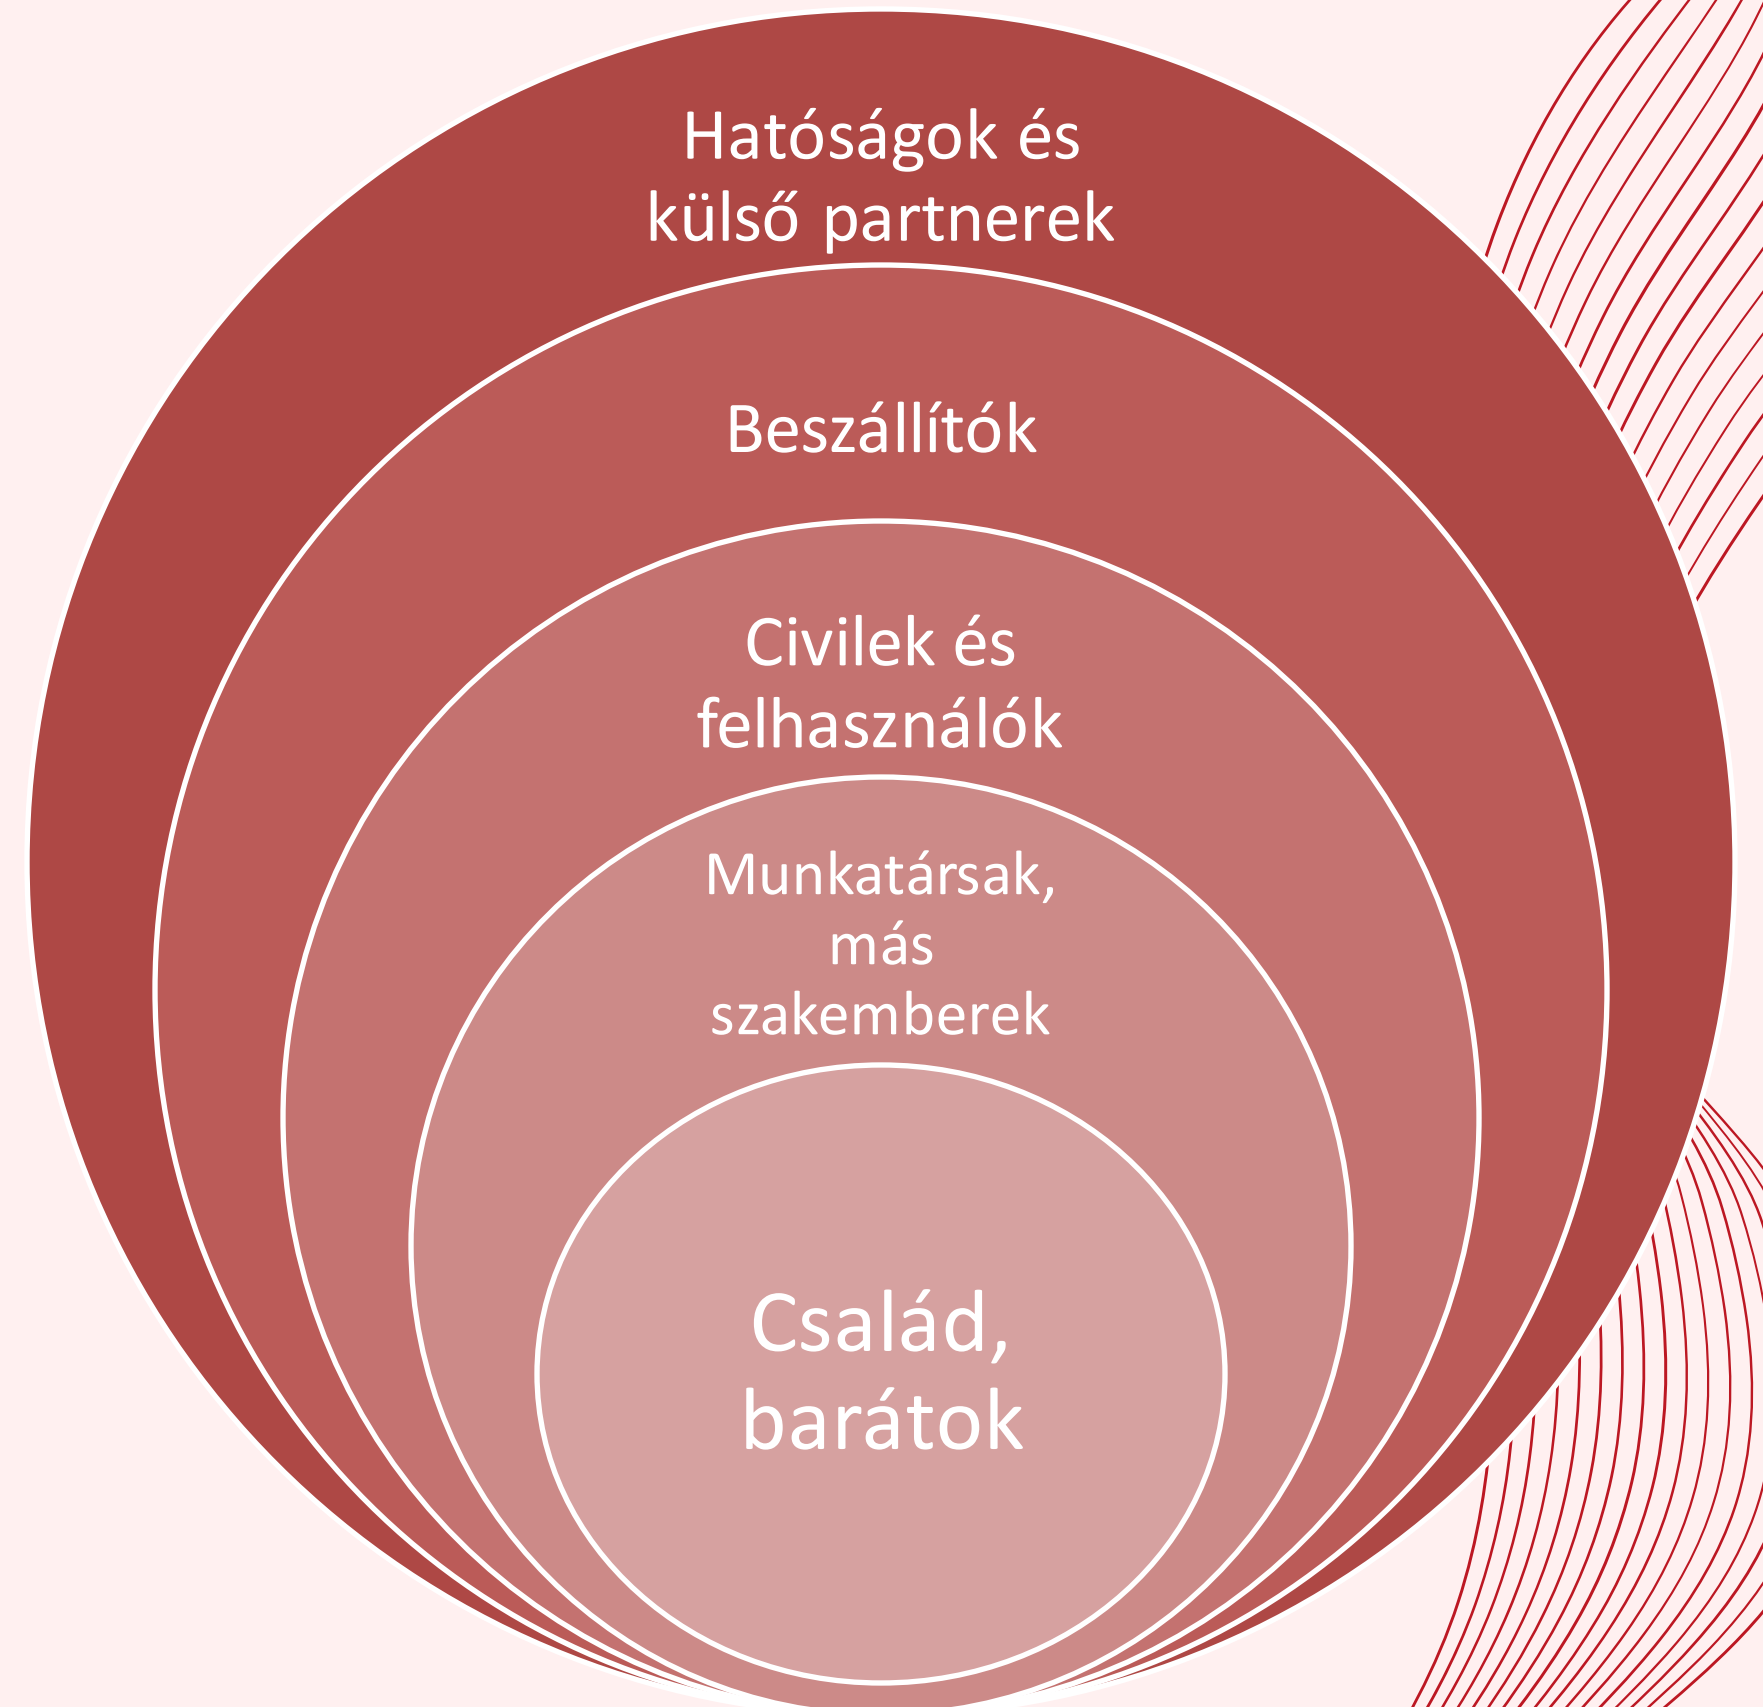 Hatóságok és
külső partnerek
Beszállítók
Civilek és
felhasználók
Munkatársak,
más
szakemberek
Család,
barátok